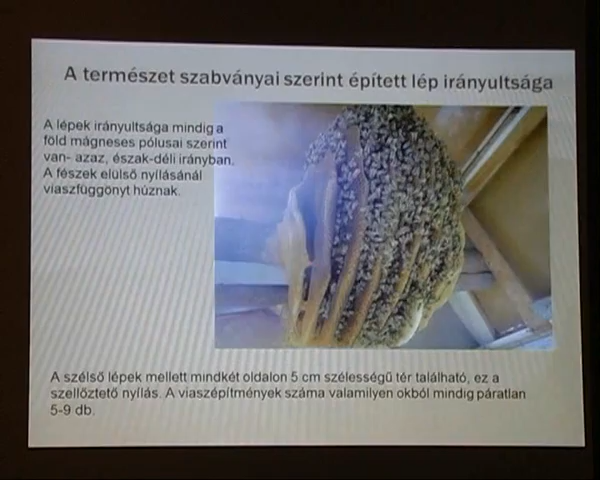 A természet szabványai szerint épített lép irányultsága
A lépek irányultsága mindig a
föld mágneses pólusai szerint
van- azaz, észak-déli irányban.
A fészek elülső nyílásánál
viaszfüggönyt húznak.
A szélső lépek mellett mindkét oldalon 5 cm szélességű tér található, ez a
szellőztető nyílás. A viaszépítmények száma valamilyen okból mindig páratlan
5-9 db.